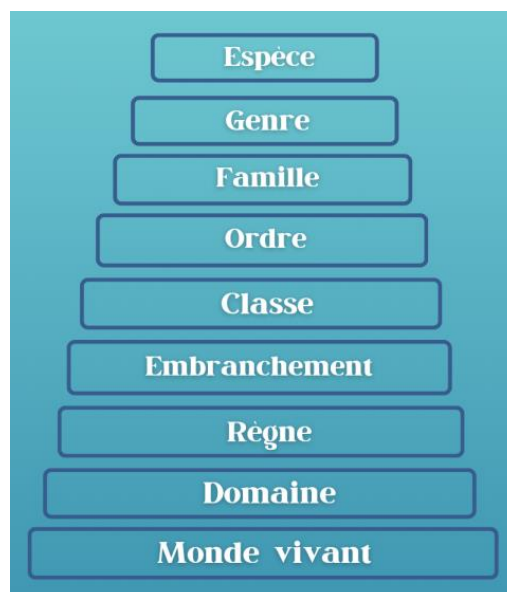 Espèce
Genre
Famille
Ordre
Classe
Embranchement
Règne
Domaine
Monde vivant